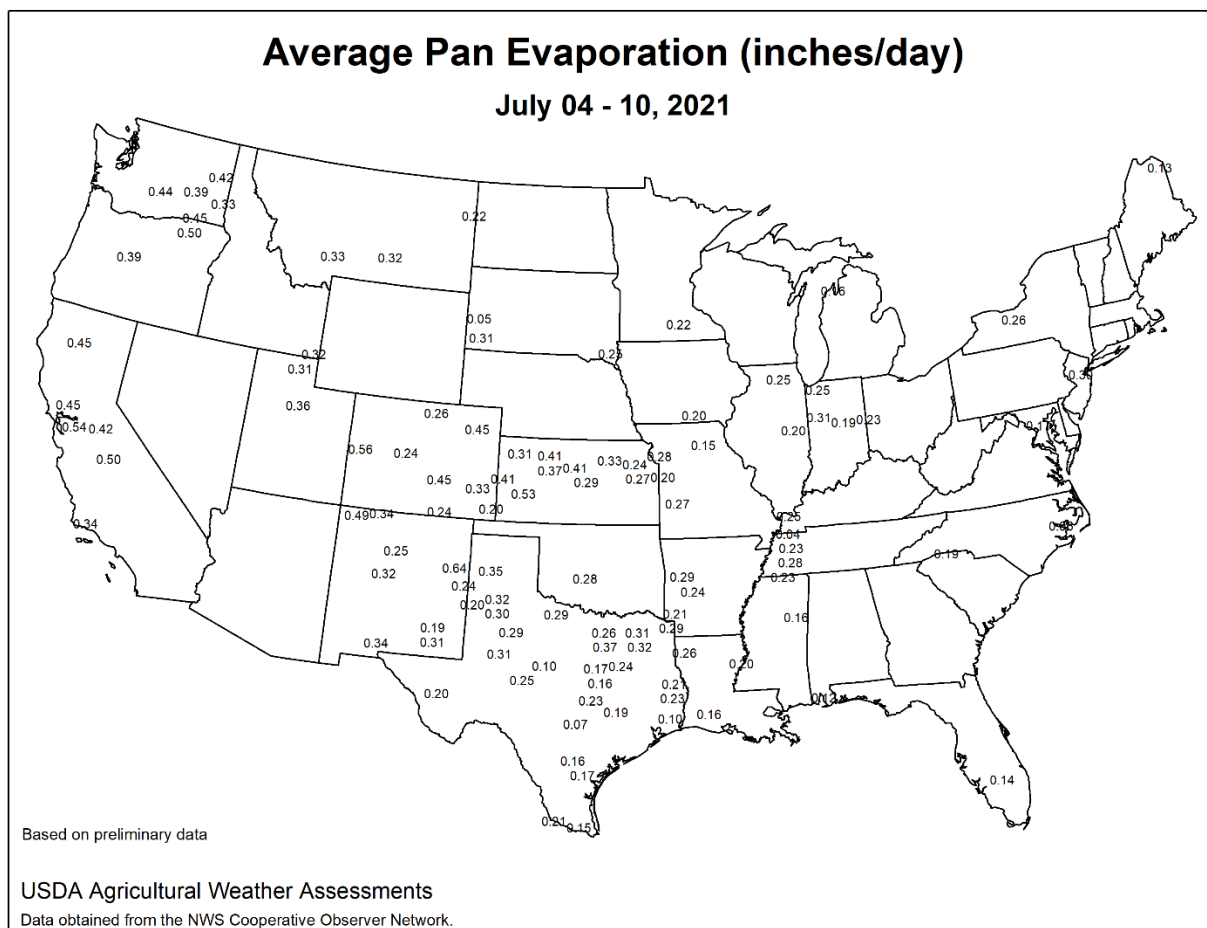 Average Pan Evaporation (inches/day)
July 04 - 10, 2021
0.13
0.42
0.44 0.39
0.33
0.45 0.22
0.50
0.39 0.33 0.32
0.16
0.05 0.22 0.26
0.31
0.45
0.32 0.25
0.31
0.25
0.25
0.36
0.45 0.26 0.20 0.31 0.19 0.23
0.54 0.42 0.45 0.20
0.15
0.56 0.24 0.31 0.41 0.28
0.50 0.33 0.24
0.37 0.41
0.45 0.41 0.29 0.27 0.20
0.33 0.53
0.27
0.34 0.49 0.34 0.24 0.20 0.25
0.04
0.25 0.23 0.19
0.28
0.32 0.64 0.35 0.28 0.29 0.23
0.24 0.24
0.20 0.32
0.30 0.29 0.21 0.16
0.19 0.29 0.26 0.31 0.29
0.34 0.31 0.37 0.32
0.31 0.26
0.10 0.17 0.24 0.20
0.25 0.16 0.21
0.20 0.23 0.23
0.19 0.10 0.16
0.07
0.16
0.17 0.14
0.21
0.15
Based on preliminary data
USDA Agricultural Weather Assessments
Data obtained from the NWS Cooperative Observer Network.